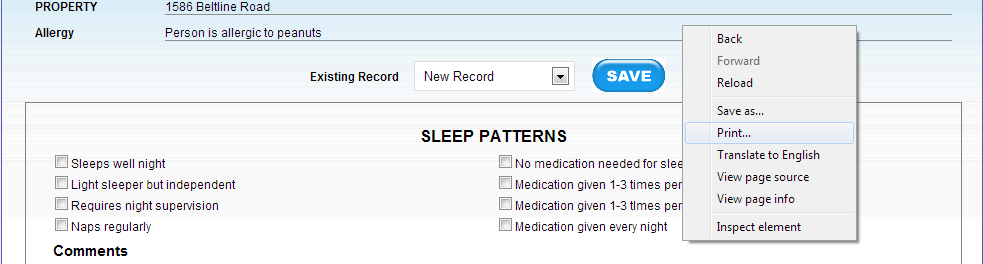 PROPERTY 1586 Beltline Road
Allergy Person is allergic to peanuts
Existing Record New Record SAVE
SLEEP PATTERNS
Sleeps well night No medication needed for slee
Light sleeper but independent Medication given 1-3 times per
Requires night supervision Medication given 1-3 times per
Naps regularly Medication given every night
Comments
Back
Forward
Reload
Save as...
Print...
Translate to English
View page source
View page info
Inspect element